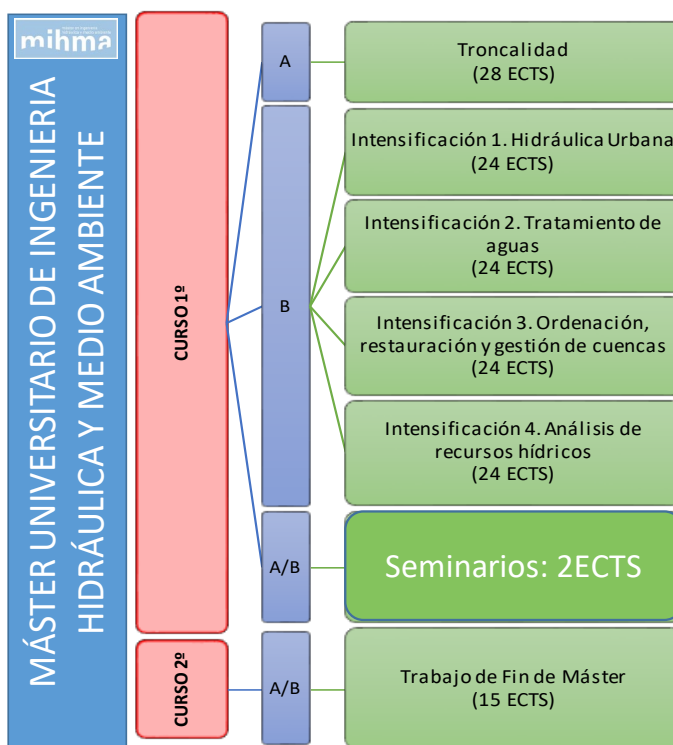 mihma
MÁSTER UNIVERSITARIO DE INGENIERIA
HIDRÁULICA Y MEDIO AMBIENTE
CURSO 1º
A
Troncalidad
(28 ECTS)
B
Intensificación 1. Hidráulica Urbana
(24 ECTS)
Intensificación 2. Tratamiento de
aguas
(24 ECTS)
Intensificación 3. Ordenación,
restauración y gestión de cuencas
(24 ECTS)
Intensificación 4. Análisis de
recursos hídricos
(24 ECTS)
A/B
Seminarios: 2ECTS
CURSO 2º
A/B
Trabajo de Fin de Máster
(15 ECTS)